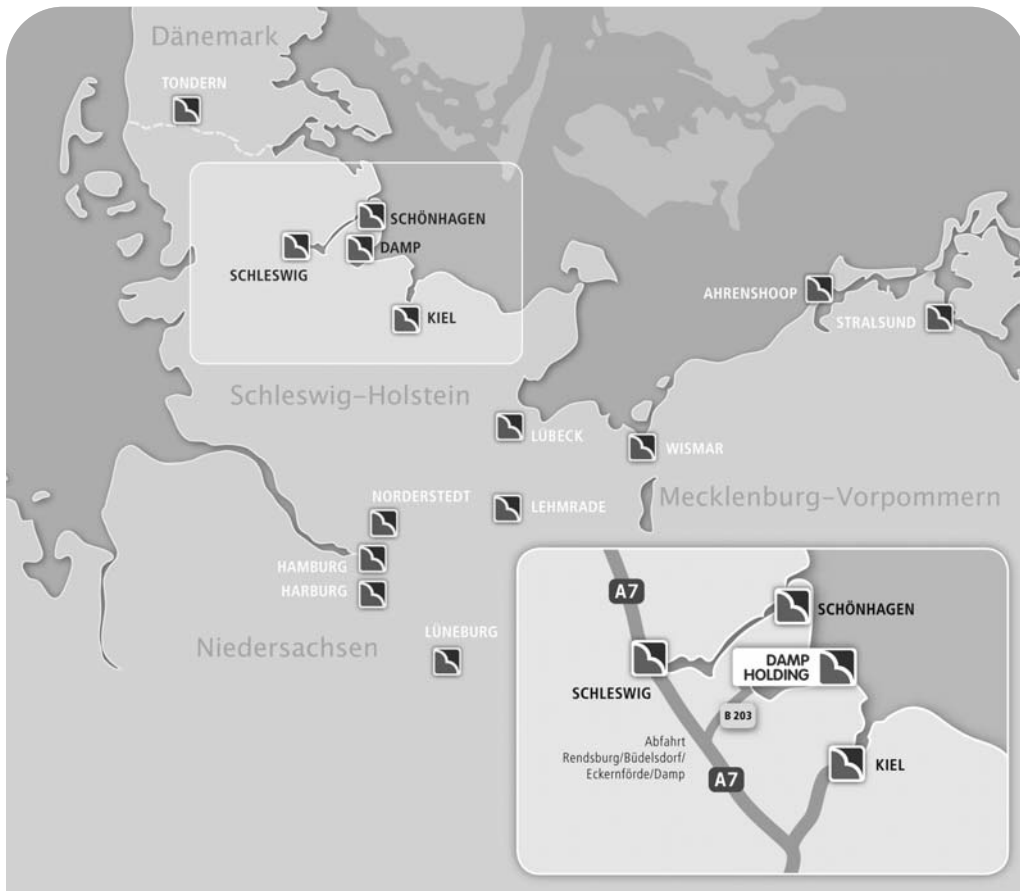 Dänemark
TONDERN
SCHÖNHAGEN
DAMP
SCHLESWIG
KIEL
AHRENSHOOP
STRALSUND
Schleswig-Holstein
LÜBECK
WISMAR
Mecklenburg-Vorpommern
NORDERSTEDT
LEHMRADE
HAMBURG
HARBURG
LÜNEBURG
Niedersachsen
A7
SCHÖNHAGEN
DAMP
HOLDING
SCHLESWIG
B 203
Abfahrt
Rendsburg/Büdelsdorf/
Eckernförde/Damp
A7
KIEL